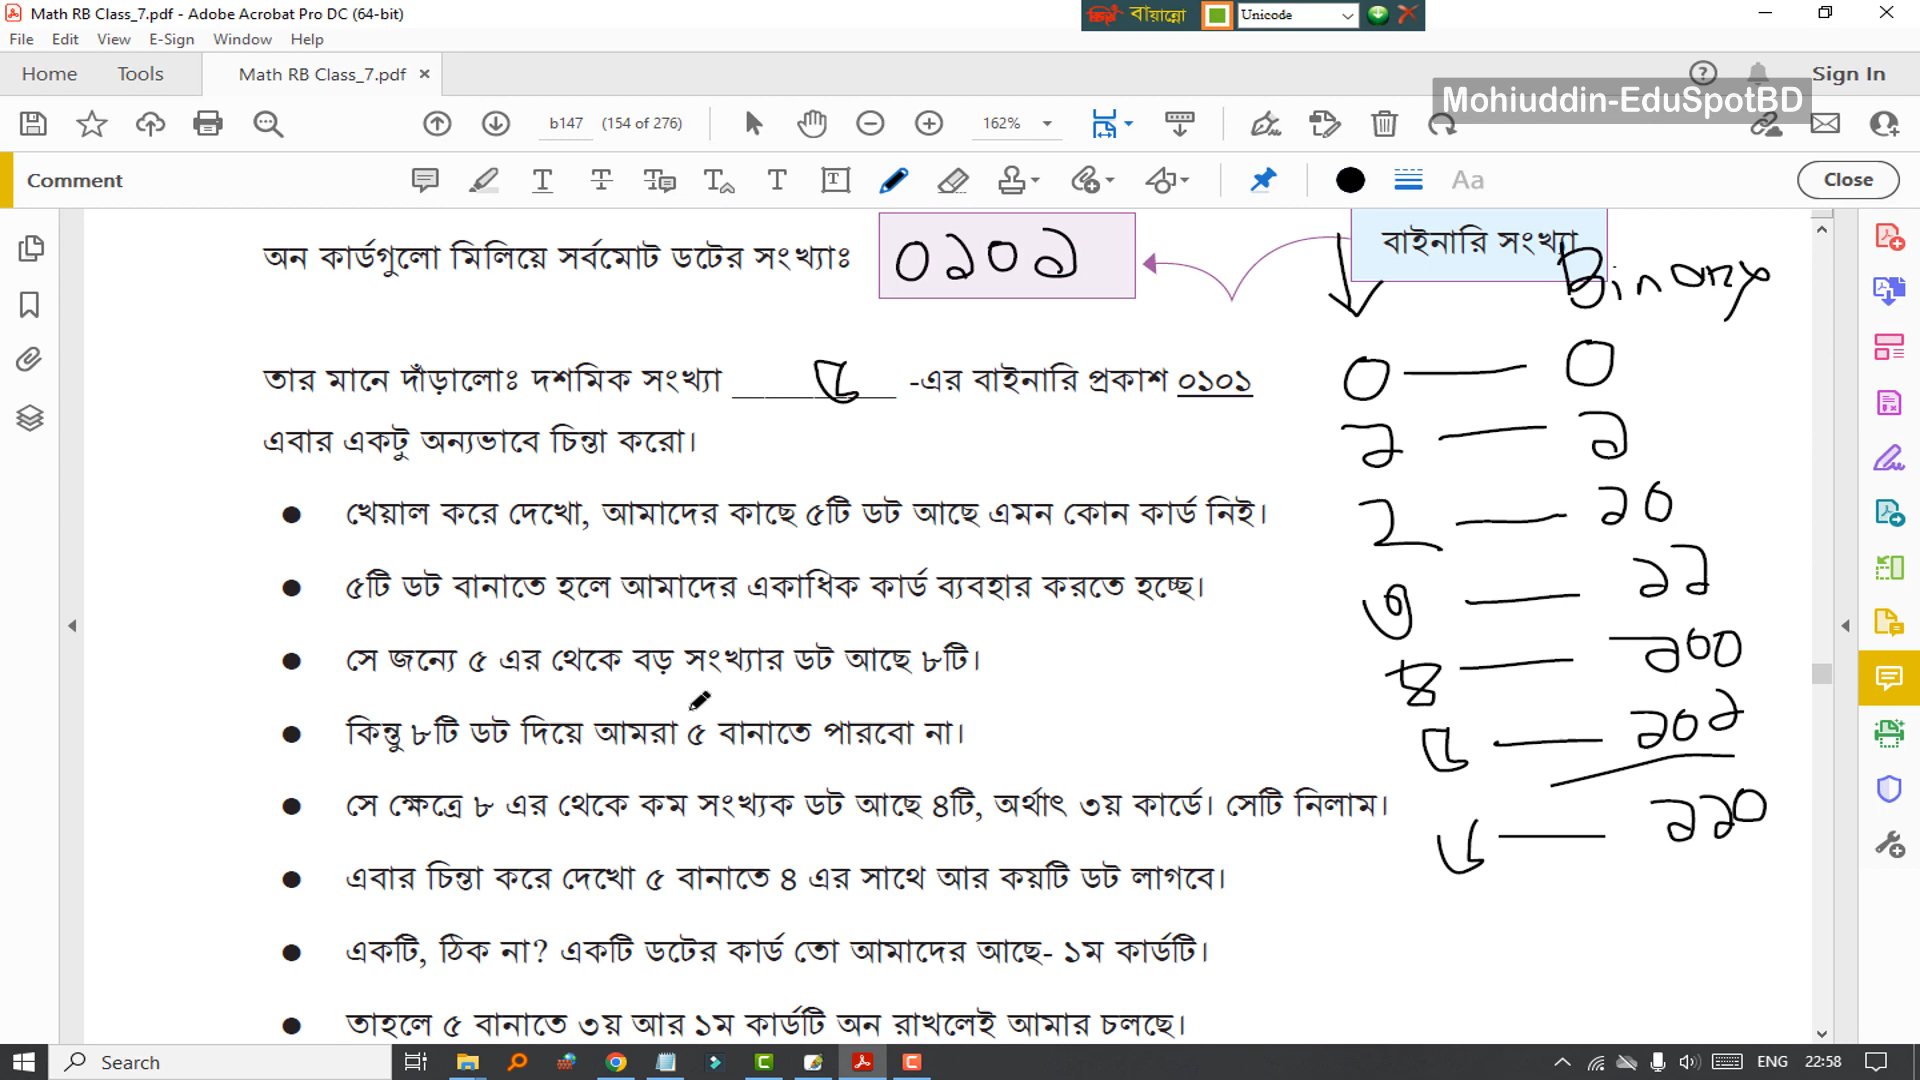 Math RB Class_7.pdf - Adobe Acrobat Pro DC (64-bit)
বায়ান্নো
Unicode
File Edit View E-Sign Window Help
Home Tools Math RB Class_7.pdf × Sign In
Mohiuddin-EduSpotBD
b147 (154 of 276) 162%
Comment Close
অন কার্ডগুলো মিলিয়ে সর্বমোট ডটের সংখ্যাঃ ০১০১ বাইনারি সংখ্যা
Binary
তার মানে দাঁড়ালোঃ দশমিক সংখ্যা ৫ -এর বাইনারি প্রকাশ ০১০১
এবার একটু অন্যভাবে চিন্তা করো।
● খেয়াল করে দেখো, আমাদের কাছে ৫টি ডট আছে এমন কোন কার্ড নিই।
● ৫টি ডট বানাতে হলে আমাদের একাধিক কার্ড ব্যবহার করতে হচ্ছে।
● সে জন্যে ৫ এর থেকে বড় সংখ্যার ডট আছে ৮টি।
● কিন্তু ৮টি ডট দিয়ে আমরা ৫ বানাতে পারবো না।
● সে ক্ষেত্রে ৮ এর থেকে কম সংখ্যক ডট আছে ৪টি, অর্থাৎ ৩য় কার্ডে। সেটি নিলাম।
● এবার চিন্তা করে দেখো ৫ বানাতে ৪ এর সাথে আর কয়টি ডট লাগবে।
● একটি, ঠিক না? একটি ডটের কার্ড তো আমাদের আছে- ১ম কার্ডটি।
● তাহলে ৫ বানাতে ৩য় আর ১ম কার্ডটি অন রাখলেই আমার চলছে।
০ — ০
১ — ১
২ — ১০
৩ — ১১
৪ — ১০০
৫ — ১০১
৬ — ১১০
Search ENG 22:58